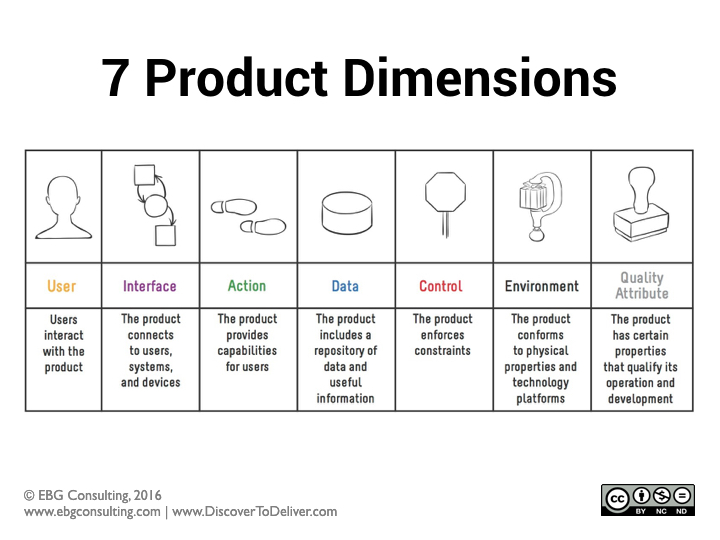 7 Product Dimensions
User
Interface
Action
Data
Control
Environment
Quality
Attribute
Users
interact
with the
product
The product
connects
to users,
systems,
and devices
The product
provides
capabilities
for users
The product
includes a
repository of
data and
useful
information
The product
enforces
constraints
The product
conforms
to physical
properties and
technology
platforms
The product
has certain
properties
that qualify its
operation and
development
© EBG Consulting, 2016
www.ebgconsulting.com | www.DiscoverToDeliver.com
cc
BY NC ND